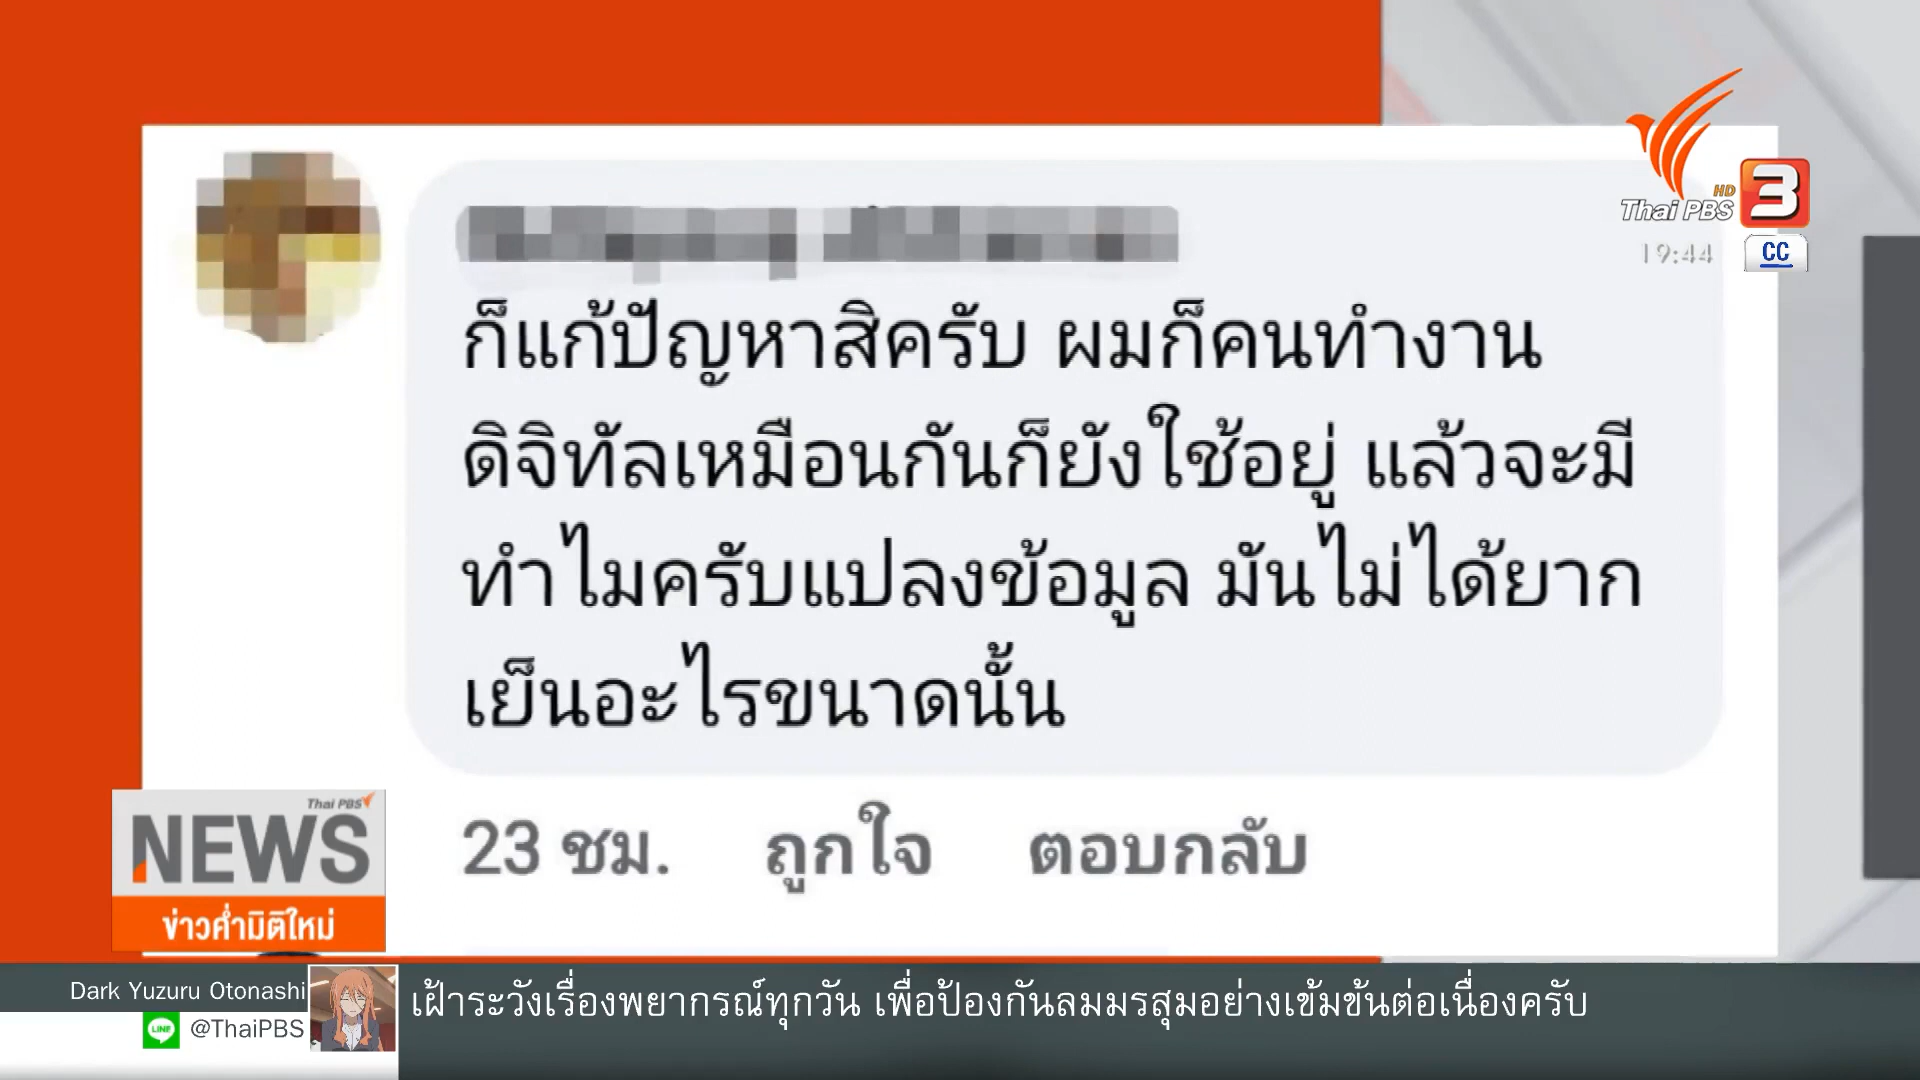 Thai PBS HD 3
19:44 CC
ก็แก้ปัญหาสิครับ ผมก็คนทำงาน
ดิจิทัลเหมือนกันก็ยังใช้อยู่ แล้วจะมี
ทำไมครับแปลงข้อมูล มันไม่ได้ยาก
เย็นอะไรขนาดนั้น
23 ชม. ถูกใจ ตอบกลับ
Thai PBS
NEWS
ข่าวค่ำมิติใหม่
Dark Yuzuru Otonashi
LINE @ThaiPBS
เฝ้าระวังเรื่องพยากรณ์ทุกวัน เพื่อป้องกันลมมรสุมอย่างเข้มข้นต่อเนื่องครับ